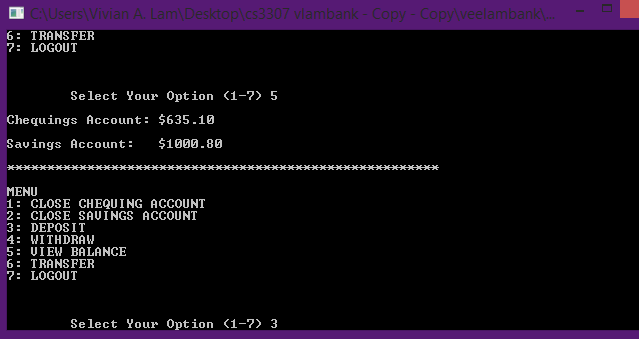 C:\Users\Vivian A. Lam\Desktop\cs3307 vlambank - Copy - Copy\veelambank\...
6: TRANSFER
7: LOGOUT
Select Your Option (1-7) 5
Chequings Account: $635.10
Savings Account: $1000.80
******************************************************
MENU
1: CLOSE CHEQUING ACCOUNT
2: CLOSE SAVINGS ACCOUNT
3: DEPOSIT
4: WITHDRAW
5: VIEW BALANCE
6: TRANSFER
7: LOGOUT
Select Your Option (1-7) 3